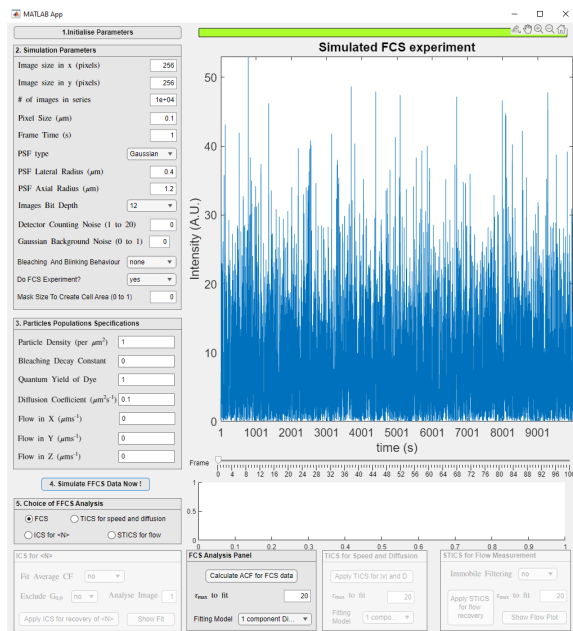 MATLAB App
1.Initialise Parameters
2. Simulation Parameters
Image size in x (pixels) 256
Image size in y (pixels) 256
# of images in series 1e+04
Pixel Size (μm) 0.1
Frame Time (s) 1
PSF type Gaussian
PSF Lateral Radius (μm) 0.4
PSF Axial Radius (μm) 1.2
Images Bit Depth 12
Detector Counting Noise (1 to 20) 0
Gaussian Background Noise (0 to 1) 0
Bleaching And Blinking Behaviour none
Do FCS Experiment? yes
Mask Size To Create Cell Area (0 to 1) 0
3. Particles Populations Specifications
Particle Density (per μm²) 1
Bleaching Decay Constant 0
Quantum Yield of Dye 1
Diffusion Coefficient (μm²s⁻¹) 0.1
Flow in X (μms⁻¹) 0
Flow in Y (μms⁻¹) 0
Flow in Z (μms⁻¹) 0
4. Simulate FFCS Data Now !
5. Choice of FFCS Analysis
FCS TICS for speed and diffusion
ICS for <N> STICS for flow
Simulated FCS experiment
Intensity (A.U.)
50
40
30
20
10
0
1 1001 2001 3001 4001 5001 6001 7001 8001 9001
time (s)
Frame
0 4 8 12 16 20 24 28 32 36 40 44 48 52 56 60 64 68 72 76 80 84 88 92 96 100
1
0.5
0
0 0.1 0.2 0.3 0.4 0.5 0.6 0.7 0.8 0.9 1
ICS for <N>
Fit Average CF no
Exclude G₀,₀ no Analyse Image 1
Apply ICS for recovery of <N> Show Fit
FCS Analysis Panel
Calculate ACF for FCS data
τmax to fit 20
Fitting Model 1 component Di...
TICS for Speed and Diffusion
Apply TICS for |v| and D
τmax to fit 20
Fitting Model 1 compo...
STICS for Flow Measurement
Immobile Filtering no
Apply STICS for flow recovery
τmax to fit 20
Show Flow Plot